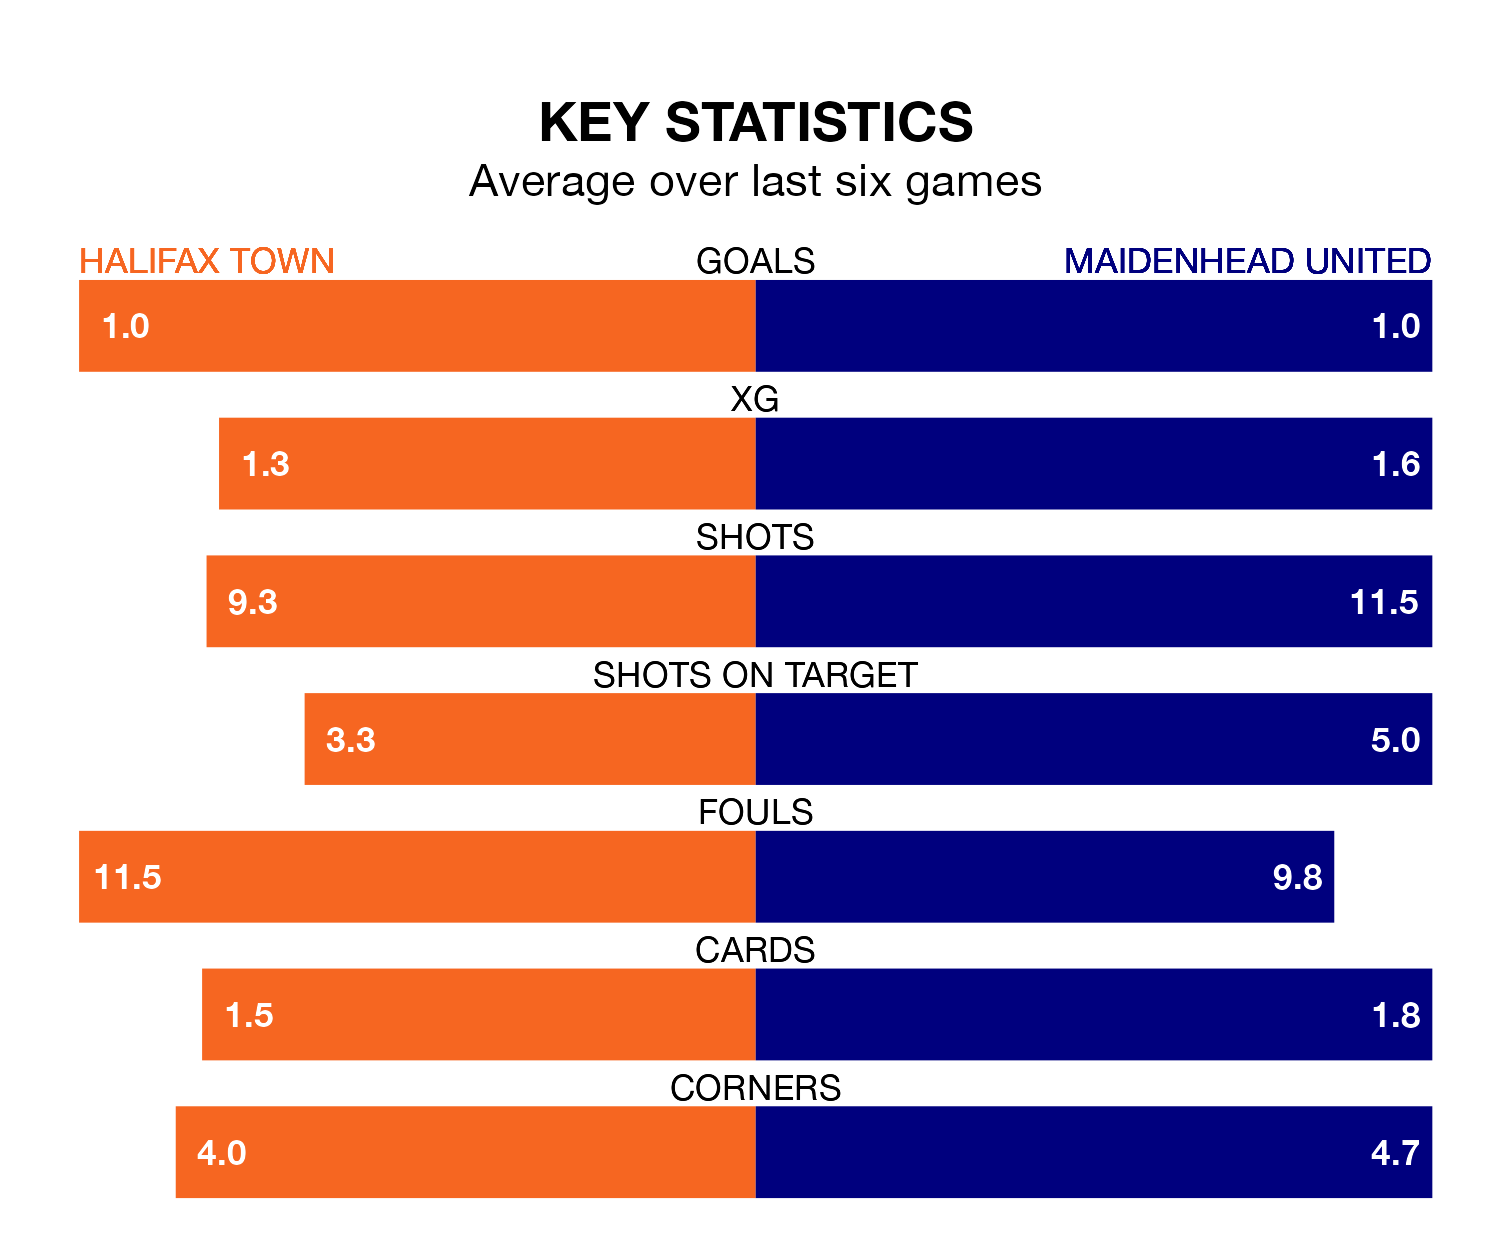 KEY STATISTICS
Average over last six games
HALIFAX TOWN GOALS MAIDENHEAD UNITED
1.0 1.0
XG
1.3 1.6
SHOTS
9.3 11.5
SHOTS ON TARGET
3.3 5.0
FOULS
11.5 9.8
CARDS
1.5 1.8
CORNERS
4.0 4.7